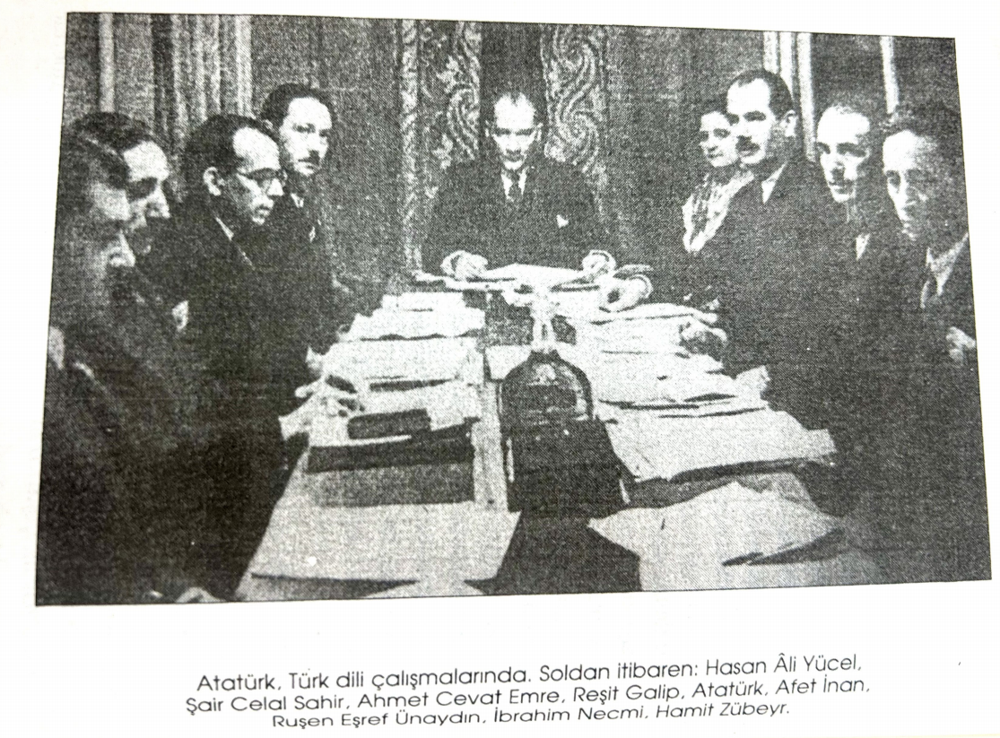 Atatürk, Türk dili çalışmalarında. Soldan itibaren: Hasan Âli Yücel,
Şair Celal Sahir, Ahmet Cevat Emre, Reşit Galip, Atatürk, Afet İnan,
Ruşen Eşref Ünaydın, İbrahim Necmi, Hamit Zübeyr.